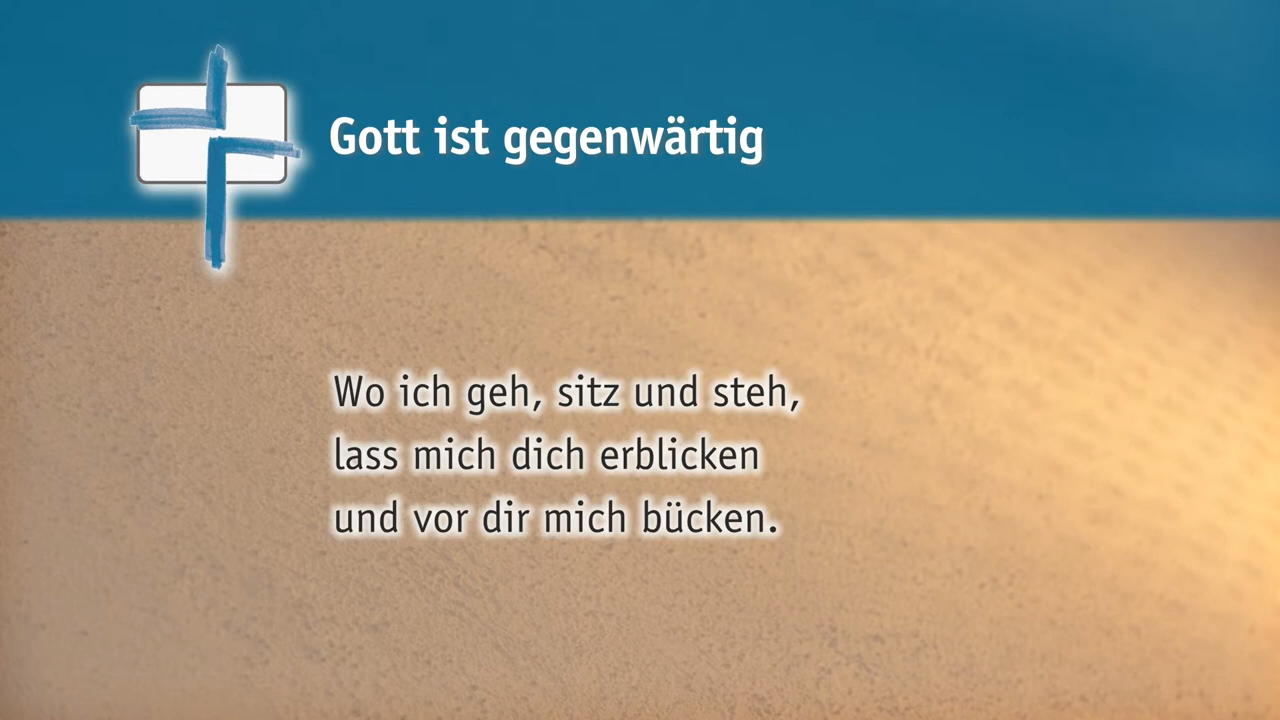 Gott ist gegenwärtig
Wo ich geh, sitz und steh,
lass mich dich erblicken
und vor dir mich bücken.